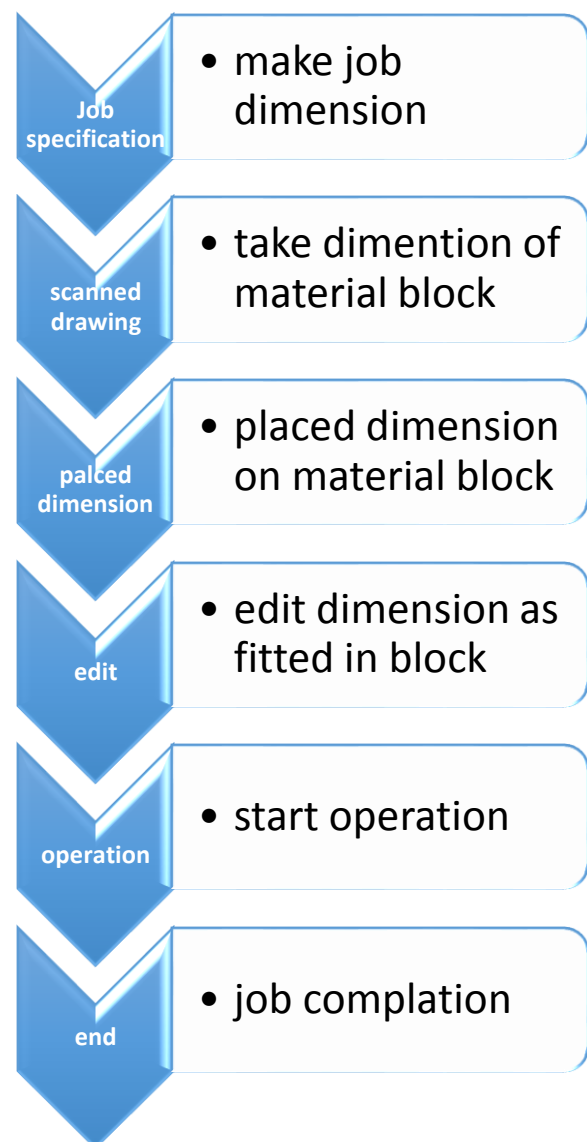 Job
specification
• make job
dimension
scanned
drawing
• take dimention of
material block
palced
dimension
• placed dimension
on material block
edit
• edit dimension as
fitted in block
operation
• start operation
end
• job complation